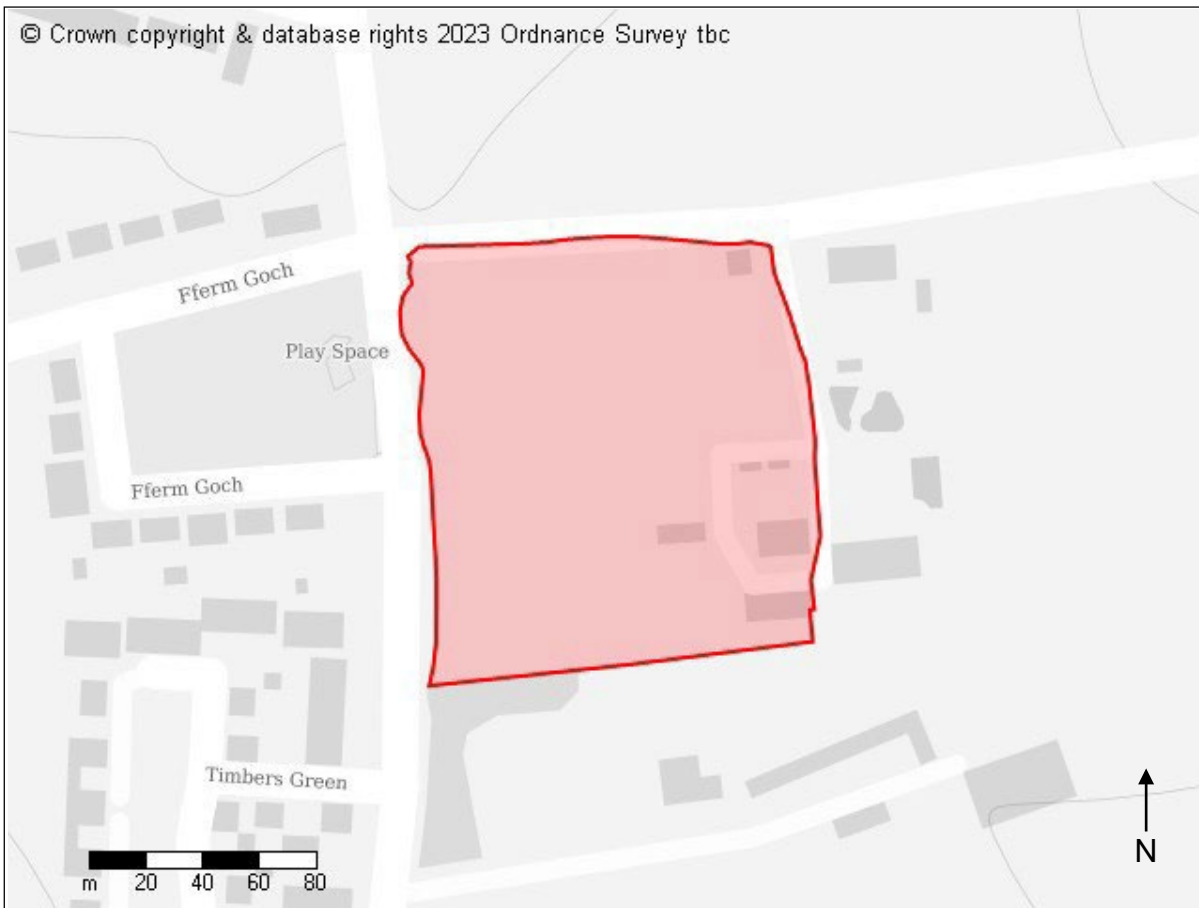 © Crown copyright & database rights 2023 Ordnance Survey tbc
Fferm Goch
Play Space
Fferm Goch
Timbers Green
m 20 40 60 80
N